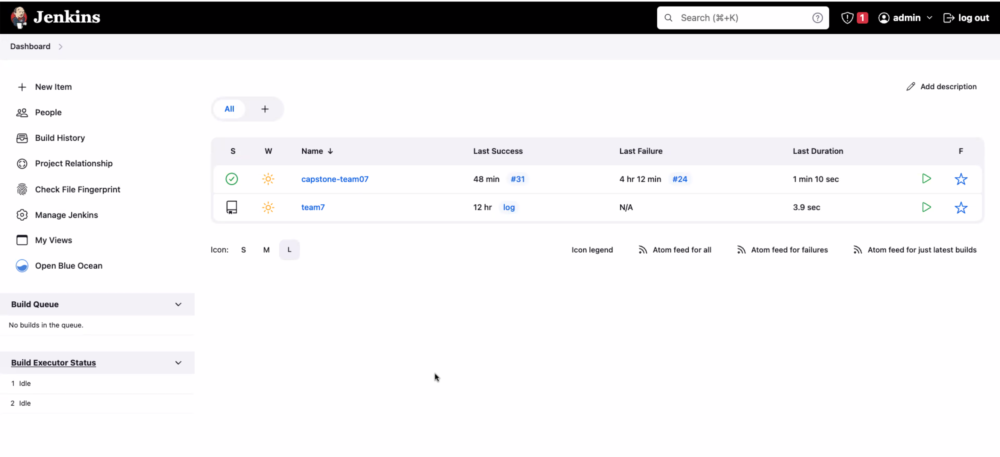 Jenkins
Search (⌘+K)
1
admin
log out
Dashboard
New Item
People
Build History
Project Relationship
Check File Fingerprint
Manage Jenkins
My Views
Open Blue Ocean
Build Queue
No builds in the queue.
Build Executor Status
1 Idle
2 Idle
Add description
All +
S W Name ↓ Last Success Last Failure Last Duration F
capstone-team07 48 min #31 4 hr 12 min #24 1 min 10 sec
team7 12 hr log N/A 3.9 sec
Icon: S M L
Icon legend Atom feed for all Atom feed for failures Atom feed for just latest builds